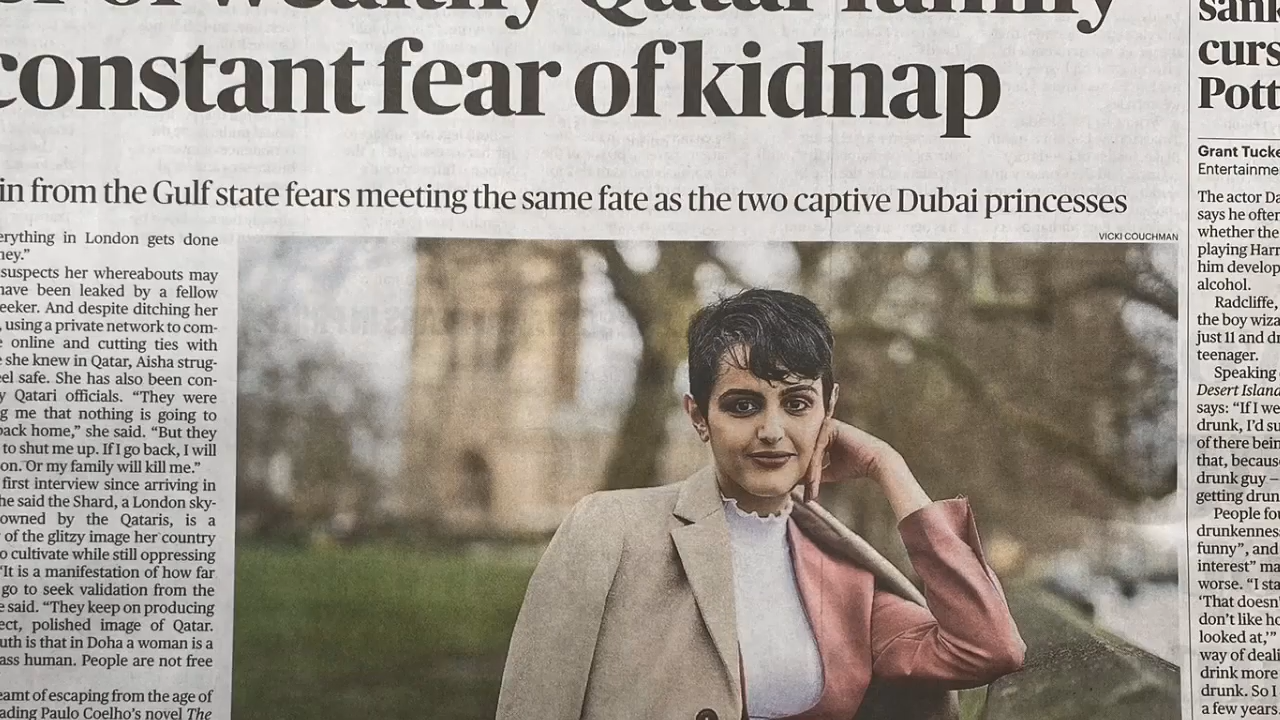 er of wealthy Qatar family
constant fear of kidnap
in from the Gulf state fears meeting the same fate as the two captive Dubai princesses
VICKI COUCHMAN
erything in London gets done
ney.”
suspects her whereabouts may
have been leaked by a fellow
eeker. And despite ditching her
, using a private network to com-
e online and cutting ties with
e she knew in Qatar, Aisha strug-
eel safe. She has also been con-
y Qatari officials. “They were
g me that nothing is going to
back home,” she said. “But they
to shut me up. If I go back, I will
on. Or my family will kill me.”
first interview since arriving in
he said the Shard, a London sky-
owned by the Qataris, is a
of the glitzy image her country
o cultivate while still oppressing
“It is a manifestation of how far
go to seek validation from the
e said. “They keep on producing
ect, polished image of Qatar.
uth is that in Doha a woman is a
ass human. People are not free
eamt of escaping from the age of
ading Paulo Coelho’s novel The
sank
curs
Pott
Grant Tucke
Entertainme
The actor Da
says he often
whether the
playing Harr
him develop
alcohol.
Radcliffe,
the boy wiza
just 11 and dr
teenager.
Speaking
Desert Island
says: “If I we
drunk, I’d su
of there bein
that, because
drunk guy –
getting drun
People fou
drunkennes
funny”, and
interest” ma
worse. “I sta
‘That doesn’
don’t like ho
looked at,’”
way of deali
drink more
drunk. So I
a few years